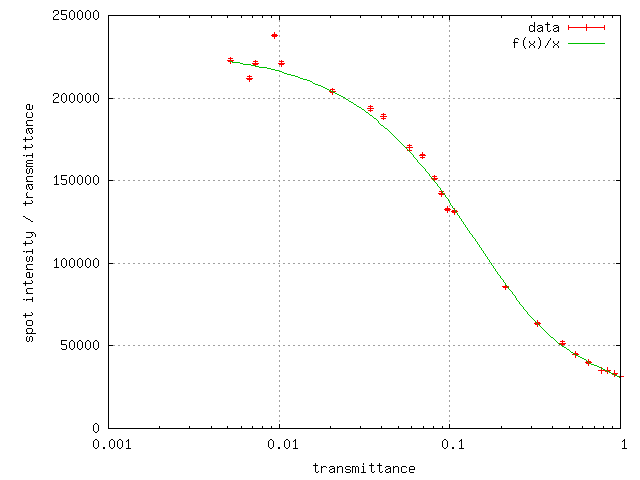 250000
data
f(x)/x
200000
150000
100000
50000
0
0.001
0.01
0.1
1
spot intensity / transmittance
transmittance